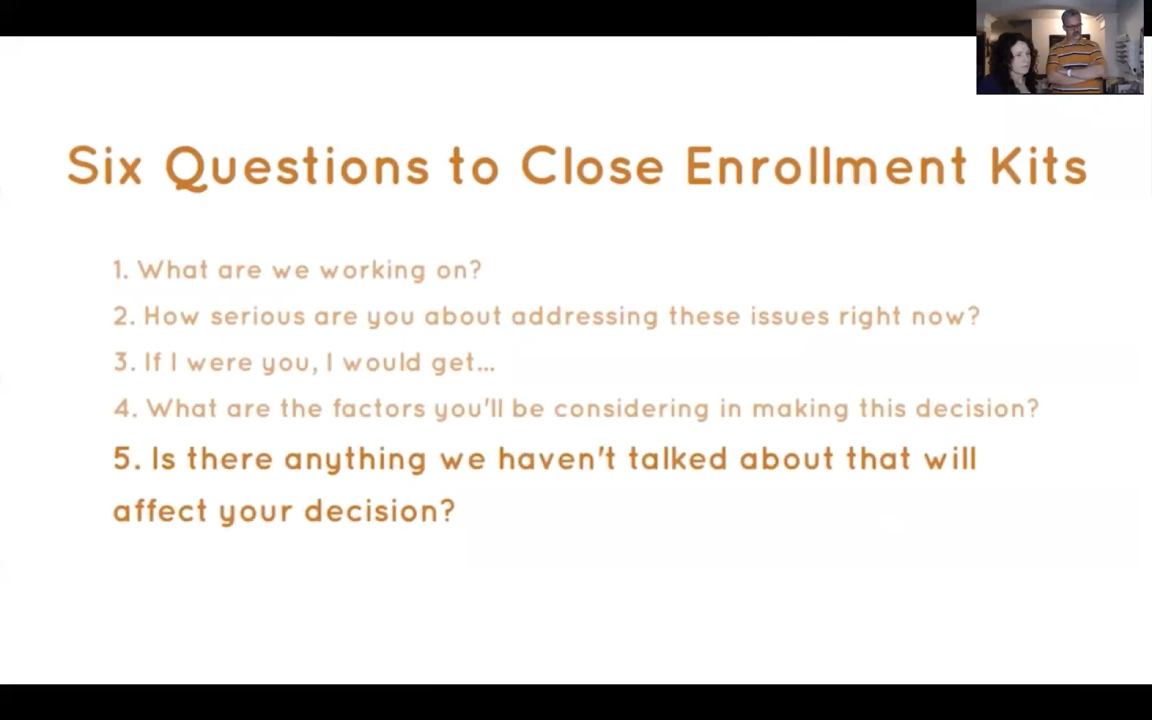 Six Questions to Close Enrollment Kits
1. What are we working on?
2. How serious are you about addressing these issues right now?
3. If I were you, I would get...
4. What are the factors you'll be considering in making this decision?
5. Is there anything we haven't talked about that will
affect your decision?